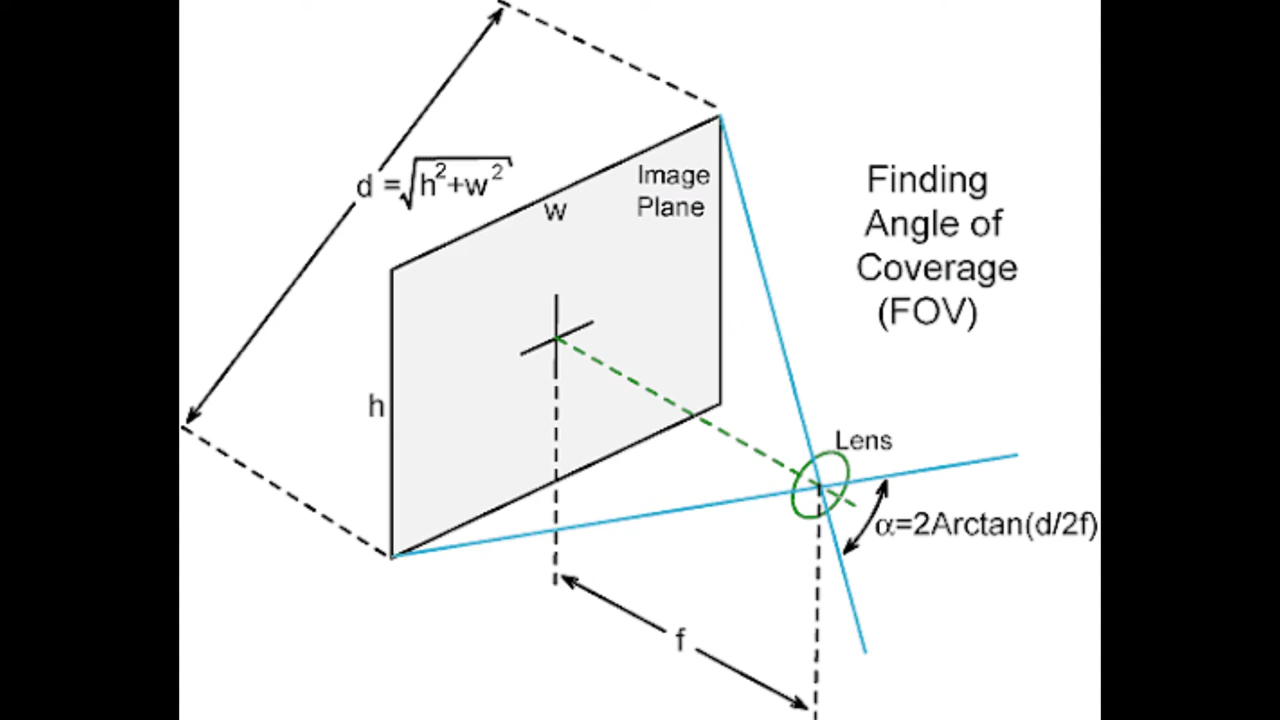 d =√h²+w²
w
Image
Plane
h
Finding
Angle of
Coverage
(FOV)
Lens
α=2Arctan(d/2f)
f